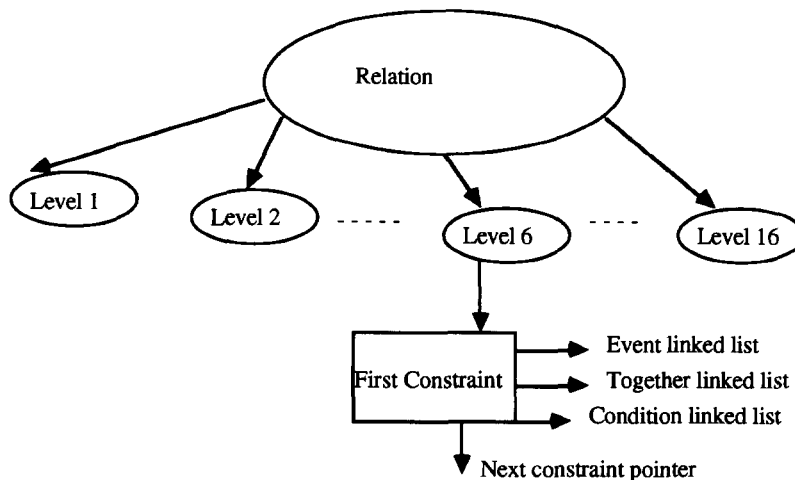 Relation
Level 1
Level 2
Level 6
Level 16
Event linked list
First Constraint
Together linked list
Condition linked list
Next constraint pointer